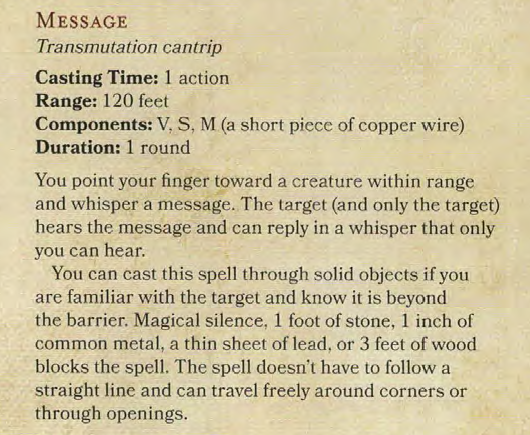 MESSAGE
Transmutation cantrip
Casting Time: 1 action
Range: 120 feet
Components: V, S, M (a short piece of copper wire)
Duration: 1 round
You point your finger toward a creature within range
and whisper a message. The target (and only the target)
hears the message and can reply in a whisper that only
you can hear.
You can cast this spell through solid objects if you
are familiar with the target and know it is beyond
the barrier. Magical silence, 1 foot of stone, 1 inch of
common metal, a thin sheet of lead, or 3 feet of wood
blocks the spell. The spell doesn't have to follow a
straight line and can travel freely around corners or
through openings.